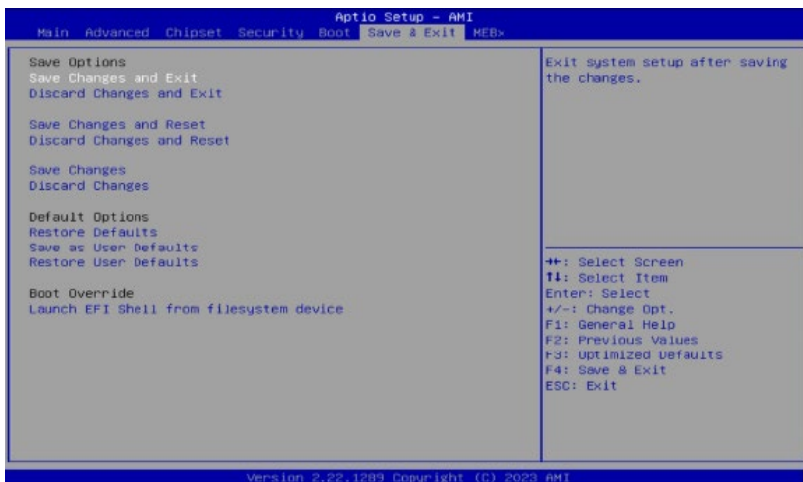 Aptio Setup – AMI
Main Advanced Chipset Security Boot Save & Exit MEBx
Save Options
Save Changes and Exit
Discard Changes and Exit
Save Changes and Reset
Discard Changes and Reset
Save Changes
Discard Changes
Default Options
Restore Defaults
Save as User Defaults
Restore User Defaults
Boot Override
Launch EFI Shell from filesystem device
Exit system setup after saving
the changes.
→←: Select Screen
↑↓: Select Item
Enter: Select
+/-: Change Opt.
F1: General Help
F2: Previous Values
F3: Optimized Defaults
F4: Save & Exit
ESC: Exit
Version 2.22.1289 Copyright (C) 2023 AMI